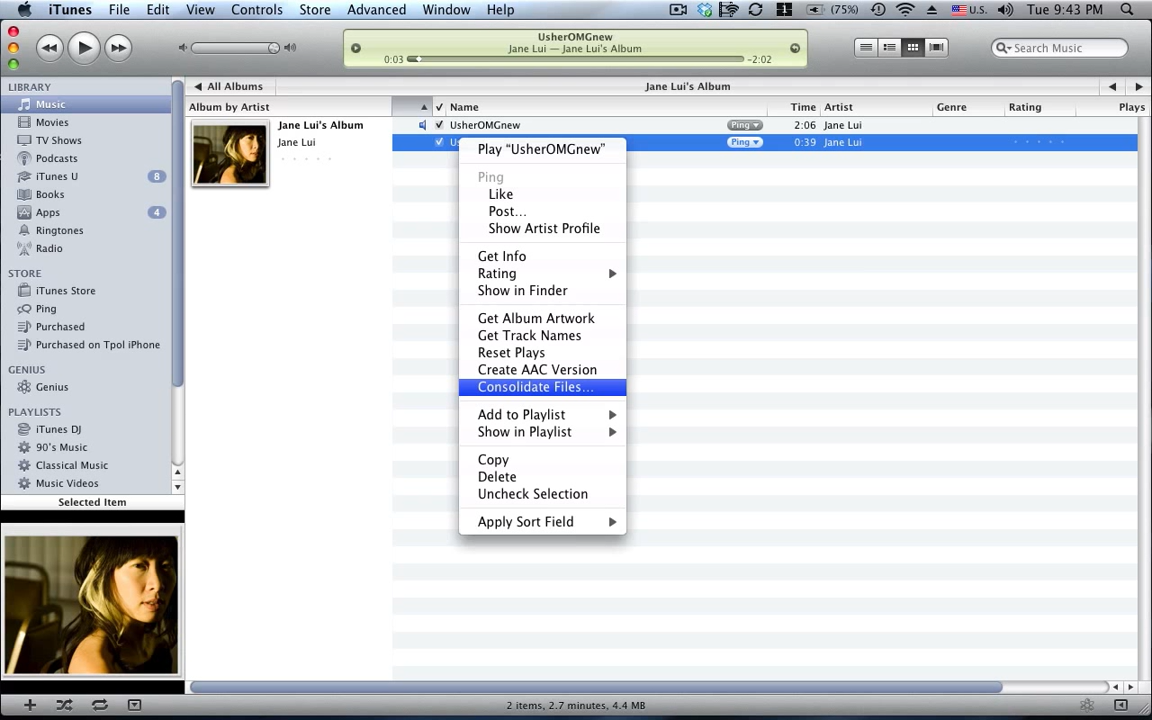 iTunes File Edit View Controls Store Advanced Window Help
(75%) U.S. Tue 9:43 PM
UsherOMGnew
Jane Lui — Jane Lui's Album
0:03 -2:02
Search Music
LIBRARY
Music
Movies
TV Shows
Podcasts
iTunes U 8
Books
Apps 4
Ringtones
Radio
STORE
iTunes Store
Ping
Purchased
Purchased on Tpol iPhone
GENIUS
Genius
PLAYLISTS
iTunes DJ
90's Music
Classical Music
Music Videos
Selected Item
All Albums
Jane Lui's Album
Album by Artist
Name Time Artist Genre Rating Plays
Jane Lui's Album
Jane Lui
UsherOMGnew Ping 2:06 Jane Lui
Ping 0:39 Jane Lui
Play “UsherOMGnew”
Ping
Like
Post...
Show Artist Profile
Get Info
Rating
Show in Finder
Get Album Artwork
Get Track Names
Reset Plays
Create AAC Version
Consolidate Files...
Add to Playlist
Show in Playlist
Copy
Delete
Uncheck Selection
Apply Sort Field
2 items, 2.7 minutes, 4.4 MB